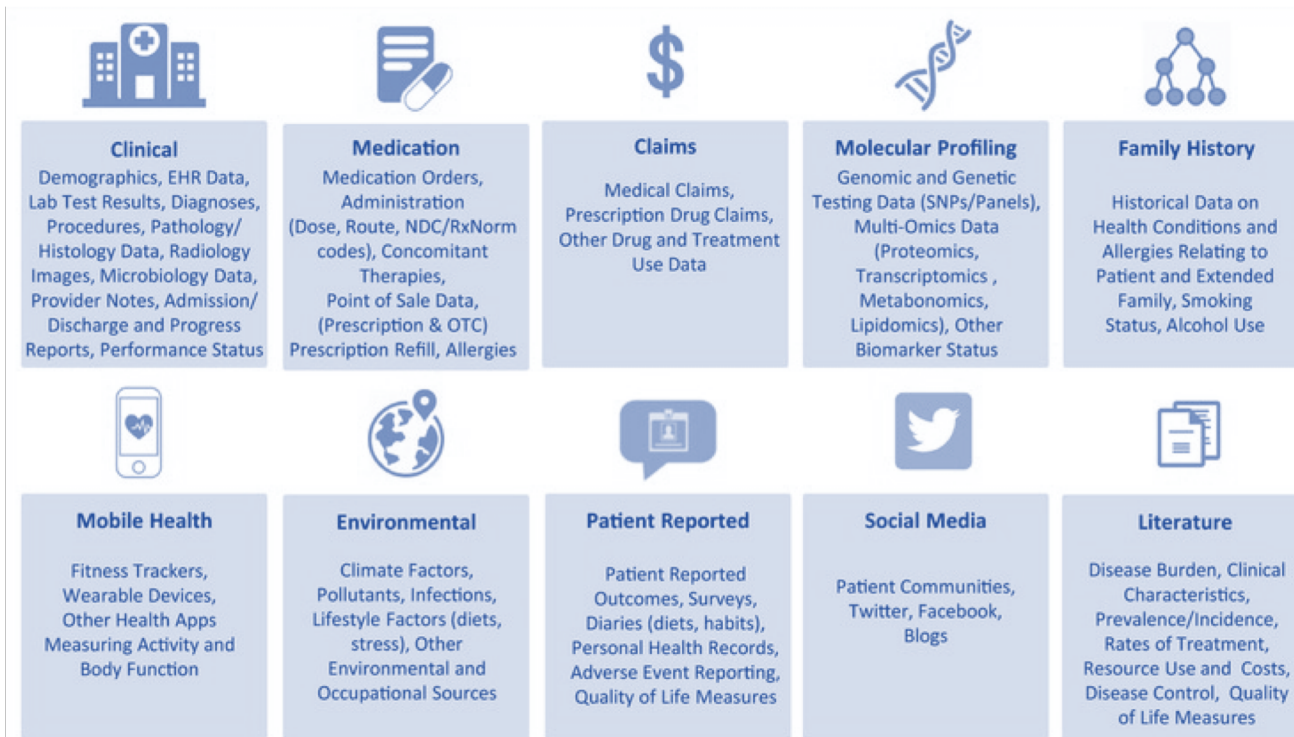 Clinical
Demographics, EHR Data,
Lab Test Results, Diagnoses,
Procedures, Pathology/
Histology Data, Radiology
Images, Microbiology Data,
Provider Notes, Admission/
Discharge and Progress
Reports, Performance Status
Medication
Medication Orders,
Administration
(Dose, Route, NDC/RxNorm
codes), Concomitant
Therapies,
Point of Sale Data,
(Prescription & OTC)
Prescription Refill, Allergies
Claims
Medical Claims,
Prescription Drug Claims,
Other Drug and Treatment
Use Data
Molecular Profiling
Genomic and Genetic
Testing Data (SNPs/Panels),
Multi-Omics Data
(Proteomics,
Transcriptomics ,
Metabonomics,
Lipidomics), Other
Biomarker Status
Family History
Historical Data on
Health Conditions and
Allergies Relating to
Patient and Extended
Family, Smoking
Status, Alcohol Use
Mobile Health
Fitness Trackers,
Wearable Devices,
Other Health Apps
Measuring Activity and
Body Function
Environmental
Climate Factors,
Pollutants, Infections,
Lifestyle Factors (diets,
stress), Other
Environmental and
Occupational Sources
Patient Reported
Patient Reported
Outcomes, Surveys,
Diaries (diets, habits),
Personal Health Records,
Adverse Event Reporting,
Quality of Life Measures
Social Media
Patient Communities,
Twitter, Facebook,
Blogs
Literature
Disease Burden, Clinical
Characteristics,
Prevalence/Incidence,
Rates of Treatment,
Resource Use and Costs,
Disease Control, Quality
of Life Measures